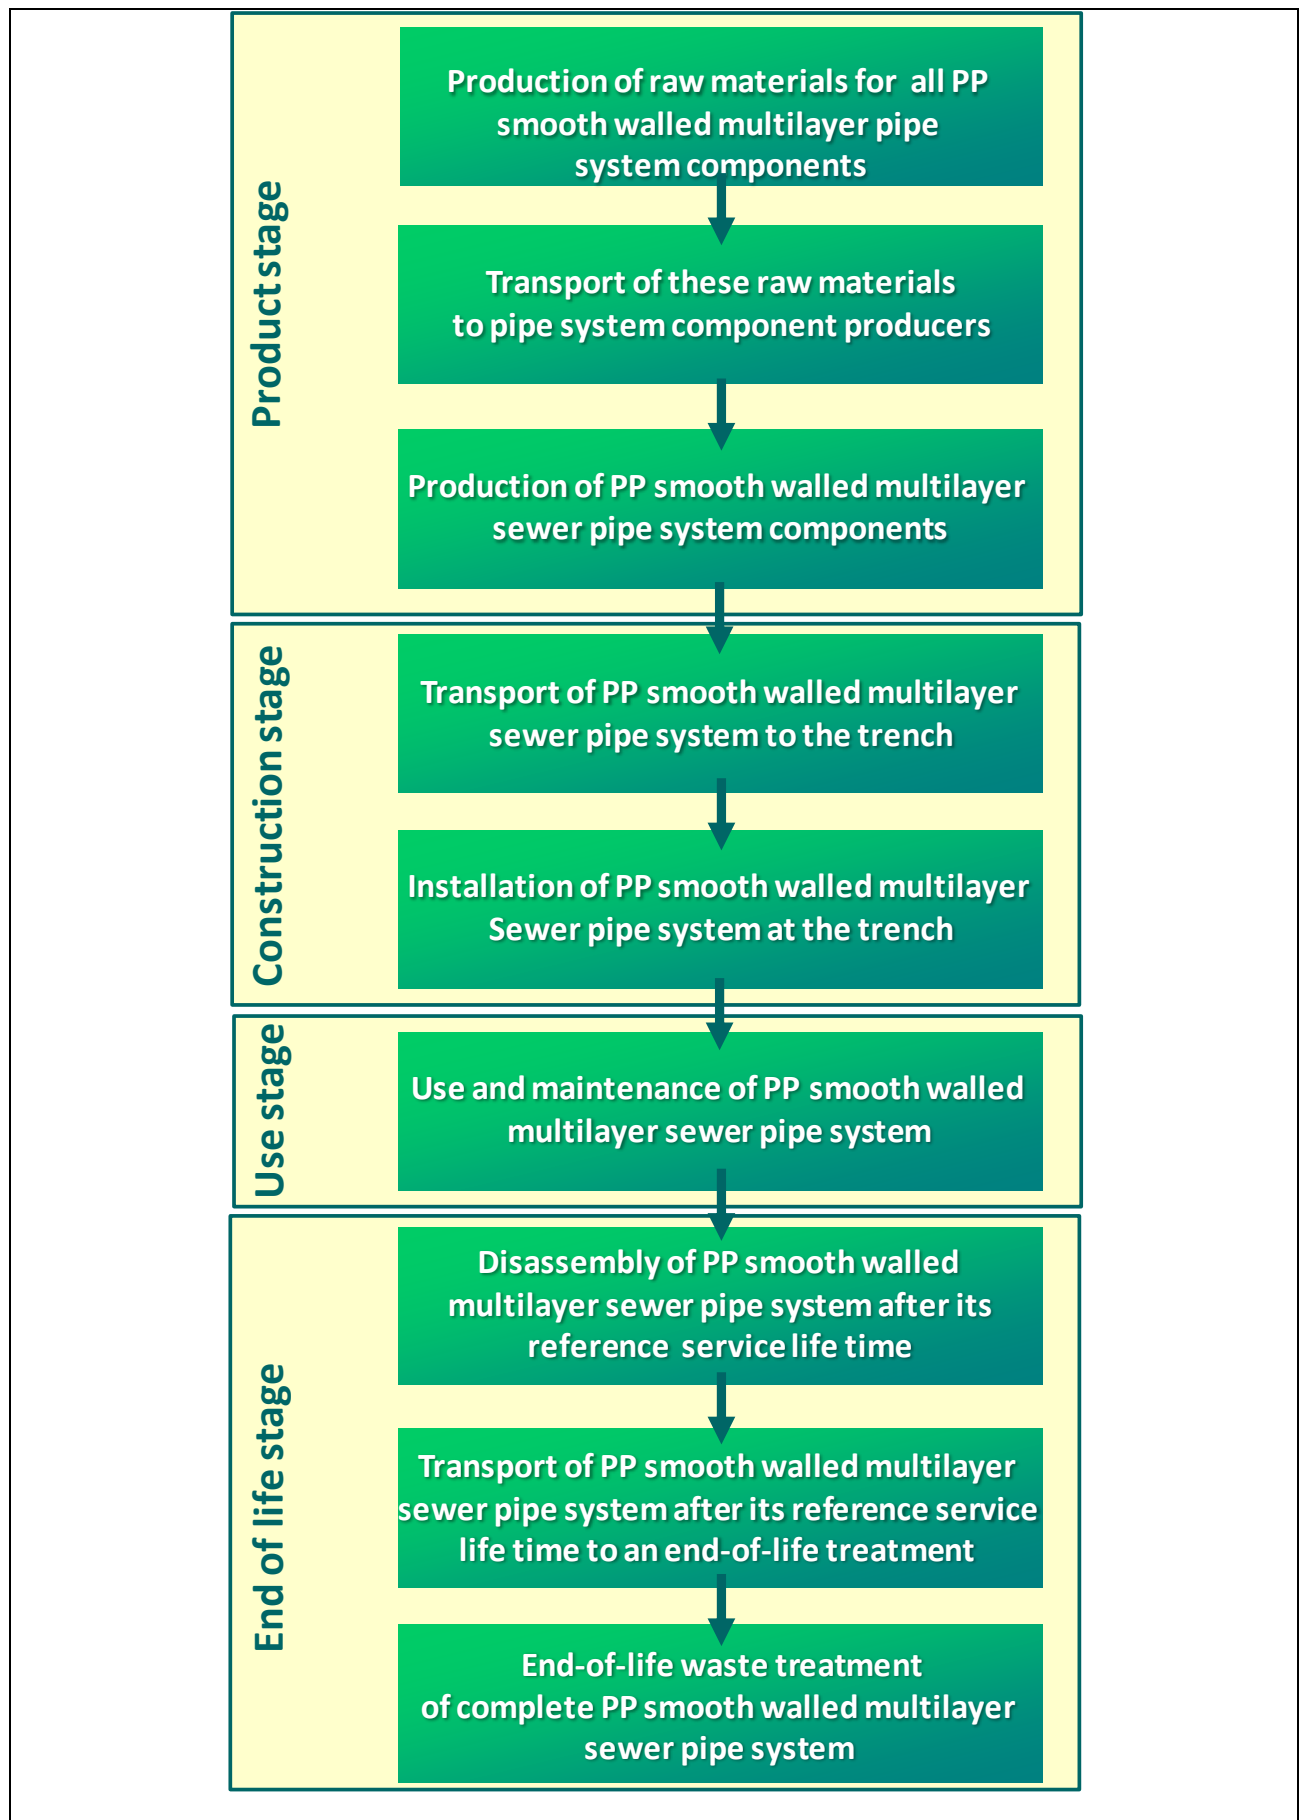 Product stage
Production of raw materials for all PP
smooth walled multilayer pipe
system components
Transport of these raw materials
to pipe system component producers
Production of PP smooth walled multilayer
sewer pipe system components
Construction stage
Transport of PP smooth walled multilayer
sewer pipe system to the trench
Installation of PP smooth walled multilayer
Sewer pipe system at the trench
Use stage
Use and maintenance of PP smooth walled
multilayer sewer pipe system
End of life stage
Disassembly of PP smooth walled
multilayer sewer pipe system after its
reference service life time
Transport of PP smooth walled multilayer
sewer pipe system after its reference service
life time to an end-of-life treatment
End-of-life waste treatment
of complete PP smooth walled multilayer
sewer pipe system